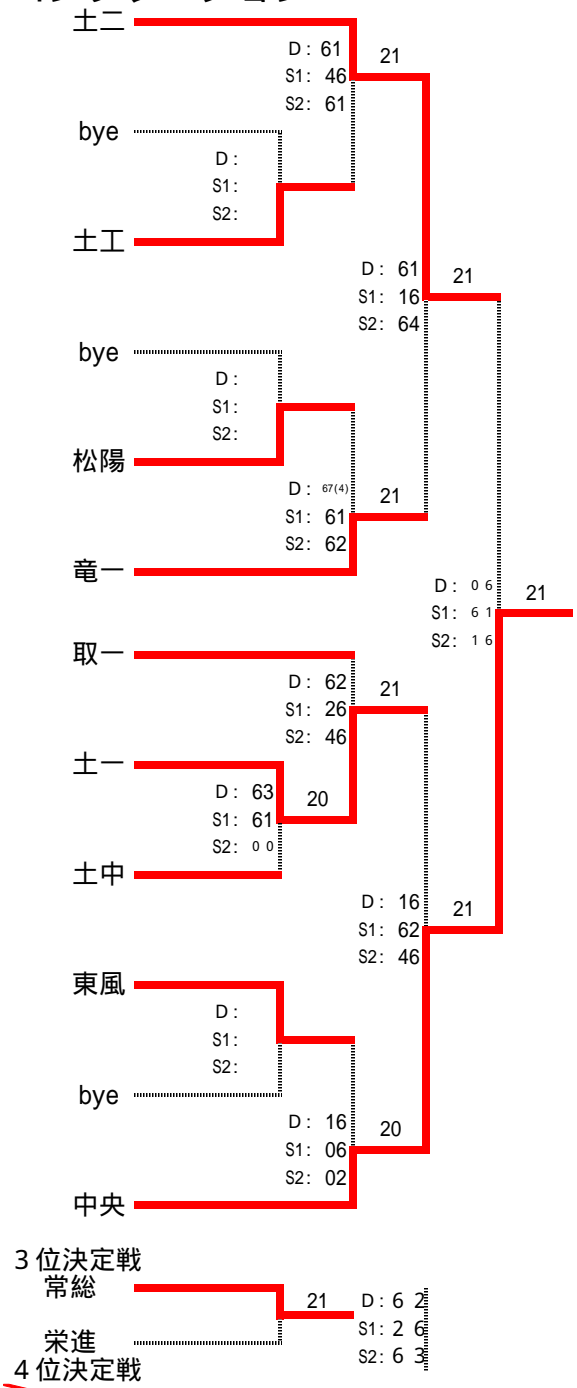 土二
D: 61
21
S1: 46
S2: 61
bye
D:
S1:
S2:
土工
D: 61
21
S1: 16
S2: 64
bye
D:
S1:
S2:
松陽
D: 67(4)
21
S1: 61
S2: 62
竜一
D: 0 6
21
S1: 6 1
S2: 1 6
取一
D: 62
21
S1: 26
S2: 46
土一
D: 63
20
S1: 61
S2: 0 0
土中
D: 16
21
S1: 62
S2: 46
東風
D:
S1:
S2:
bye
D: 16
20
S1: 06
S2: 02
中央
3位決定戦
常総
21
D: 6 2
S1: 2 6
栄進
S2: 6 3
4位決定戦